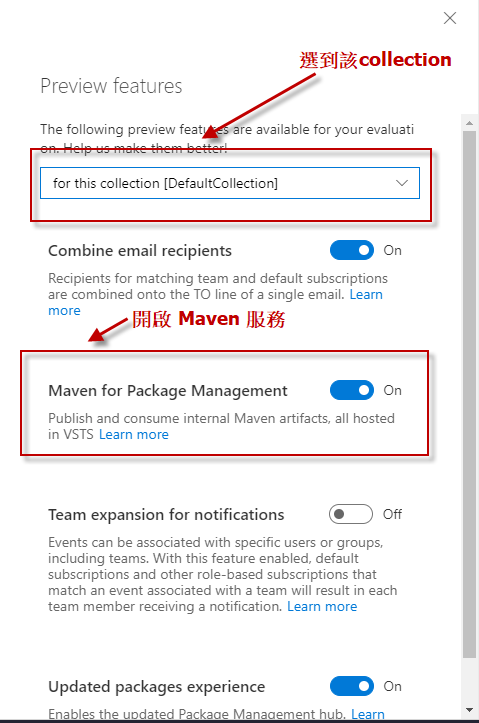 選到該collection
Preview features
The following preview features are available for your evaluati
on. Help us make them better!
for this collection [DefaultCollection]
Combine email recipients
On
Recipients for matching team and default subscriptions
are combined onto the TO line of a single email. Learn
more
開啟 Maven 服務
Maven for Package Management
On
Publish and consume internal Maven artifacts, all hosted
in VSTS Learn more
Team expansion for notifications
Off
Events can be associated with specific users or groups,
including teams. With this feature enabled, default
subscriptions and other role-based subscriptions that
match an event associated with a team will result in each
team member receiving a notification. Learn more
Updated packages experience
On
Enables the updated Package Management hub. Learn